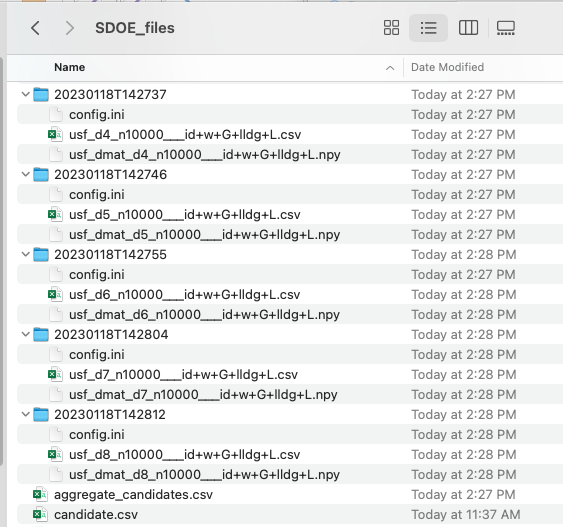 SDOE_files
Name Date Modified
20230118T142737 Today at 2:27 PM
config.ini Today at 2:27 PM
usf_d4_n10000___id+w+G+lldg+L.csv Today at 2:27 PM
usf_dmat_d4_n10000___id+w+G+lldg+L.npy Today at 2:27 PM
20230118T142746 Today at 2:27 PM
config.ini Today at 2:27 PM
usf_d5_n10000___id+w+G+lldg+L.csv Today at 2:27 PM
usf_dmat_d5_n10000___id+w+G+lldg+L.npy Today at 2:27 PM
20230118T142755 Today at 2:28 PM
config.ini Today at 2:27 PM
usf_d6_n10000___id+w+G+lldg+L.csv Today at 2:28 PM
usf_dmat_d6_n10000___id+w+G+lldg+L.npy Today at 2:28 PM
20230118T142804 Today at 2:28 PM
config.ini Today at 2:28 PM
usf_d7_n10000___id+w+G+lldg+L.csv Today at 2:28 PM
usf_dmat_d7_n10000___id+w+G+lldg+L.npy Today at 2:28 PM
20230118T142812 Today at 2:28 PM
config.ini Today at 2:28 PM
usf_d8_n10000___id+w+G+lldg+L.csv Today at 2:28 PM
usf_dmat_d8_n10000___id+w+G+lldg+L.npy Today at 2:28 PM
aggregate_candidates.csv Today at 2:27 PM
candidate.csv Today at 11:37 AM